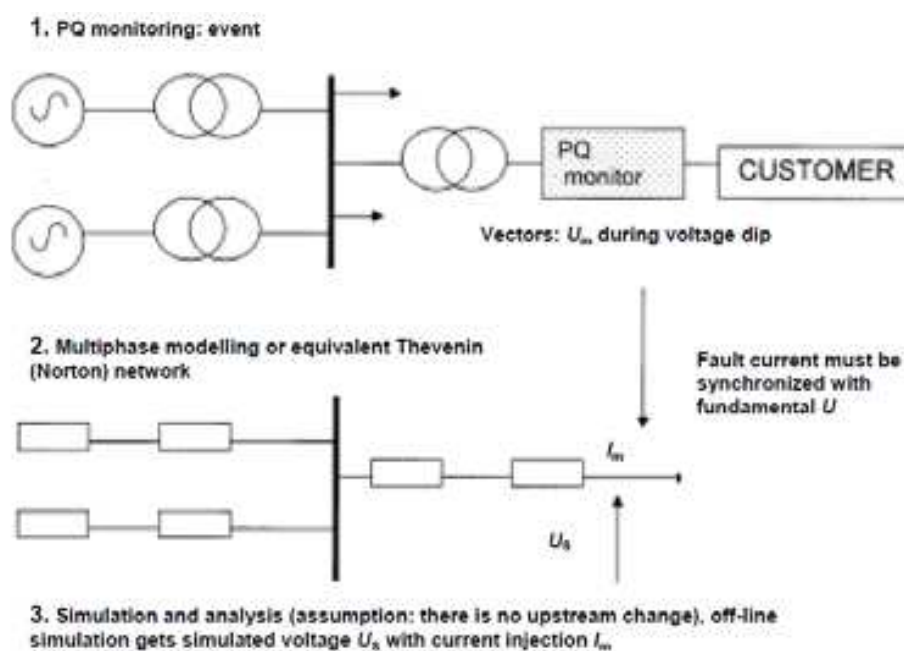 1. PQ monitoring: event
PQ
monitor
CUSTOMER
Vectors: Um during voltage dip
2. Multiphase modelling or equivalent Thevenin
(Norton) network
Fault current must be
synchronized with
fundamental U
Im
Us
3. Simulation and analysis (assumption: there is no upstream change), off-line
simulation gets simulated voltage Us with current injection Im